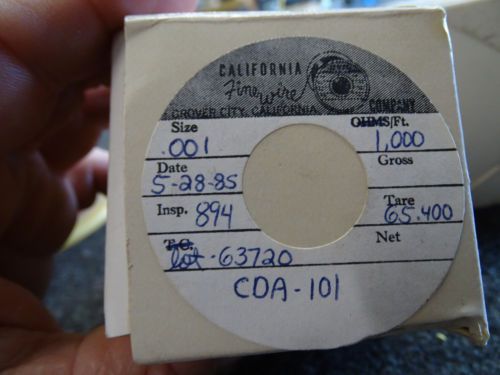 CALIFORNIA
Fine Wire
COMPANY
GROVER CITY, CALIFORNIA
Size .001
OHMS/Ft. 1,000
Date 5-28-85
Gross
Insp. 894
Tare 65.400
T.O. lot. 63720
Net
CDA-101